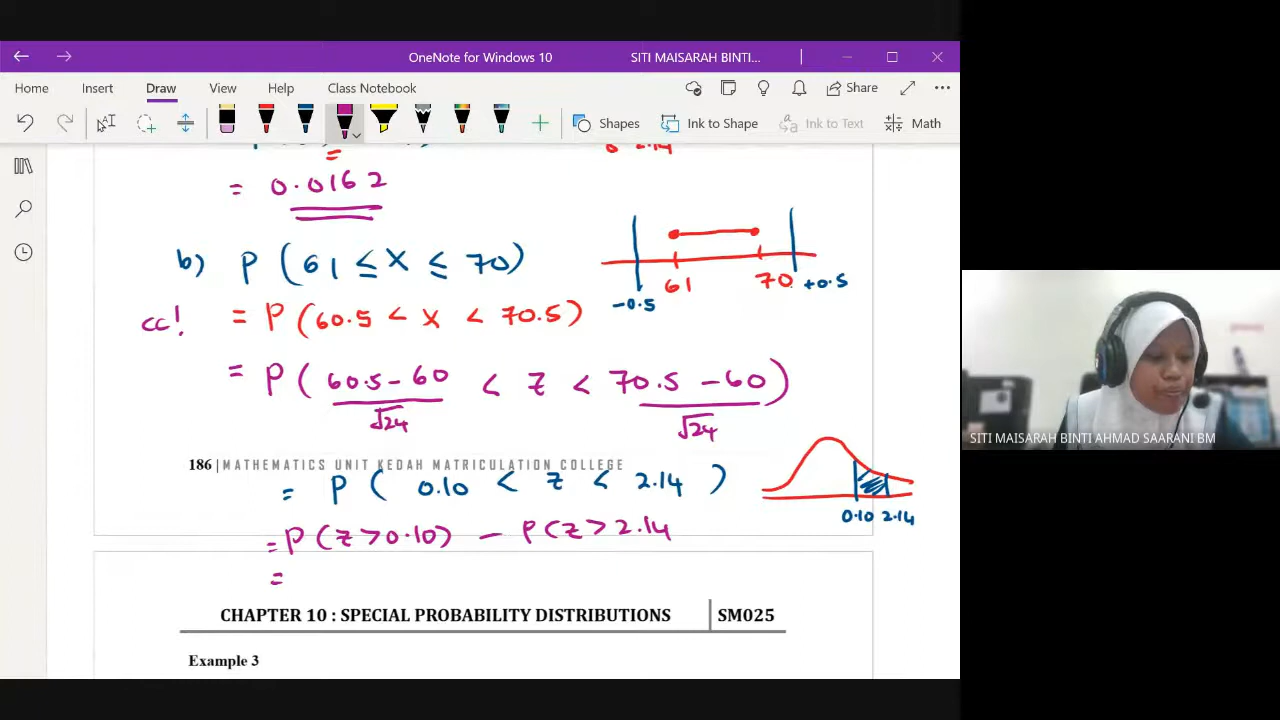 OneNote for Windows 10
SITI MAISARAH BINTI...
Home Insert Draw View Help Class Notebook
Share
Shapes Ink to Shape Ink to Text Math
= 0.0162
b) P (61 ≤ X ≤ 70)
61 70
-0.5 +0.5
cc! = P (60.5 < X < 70.5)
= P ( 60.5 - 60 / √24 < Z < 70.5 - 60 / √24 )
186 | MATHEMATICS UNIT KEDAH MATRICULATION COLLEGE
= P ( 0.10 < Z < 2.14 )
0.10 2.14
= P (Z > 0.10) - P (Z > 2.14
=
CHAPTER 10 : SPECIAL PROBABILITY DISTRIBUTIONS SM025
Example 3
SITI MAISARAH BINTI AHMAD SAARANI BM